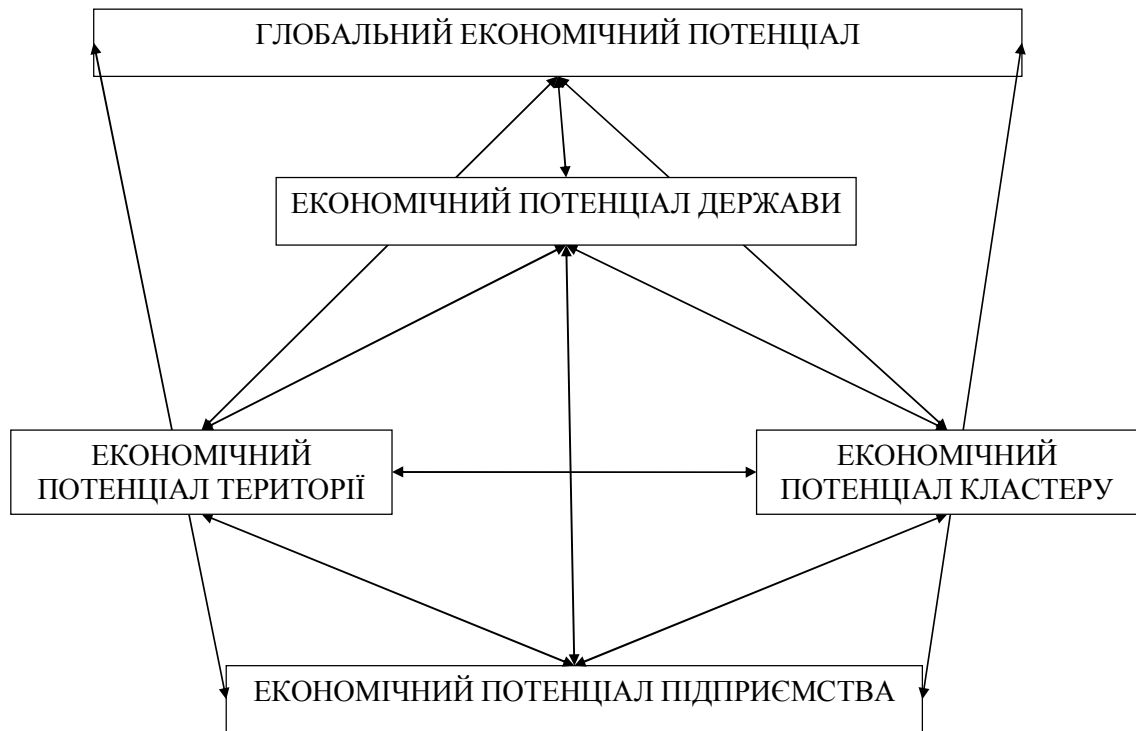 ГЛОБАЛЬНИЙ ЕКОНОМІЧНИЙ ПОТЕНЦІАЛ
ЕКОНОМІЧНИЙ ПОТЕНЦІАЛ ДЕРЖАВИ
ЕКОНОМІЧНИЙ
ПОТЕНЦІАЛ ТЕРИТОРІЇ
ЕКОНОМІЧНИЙ
ПОТЕНЦІАЛ КЛАСТЕРУ
ЕКОНОМІЧНИЙ ПОТЕНЦІАЛ ПІДПРИЄМСТВА